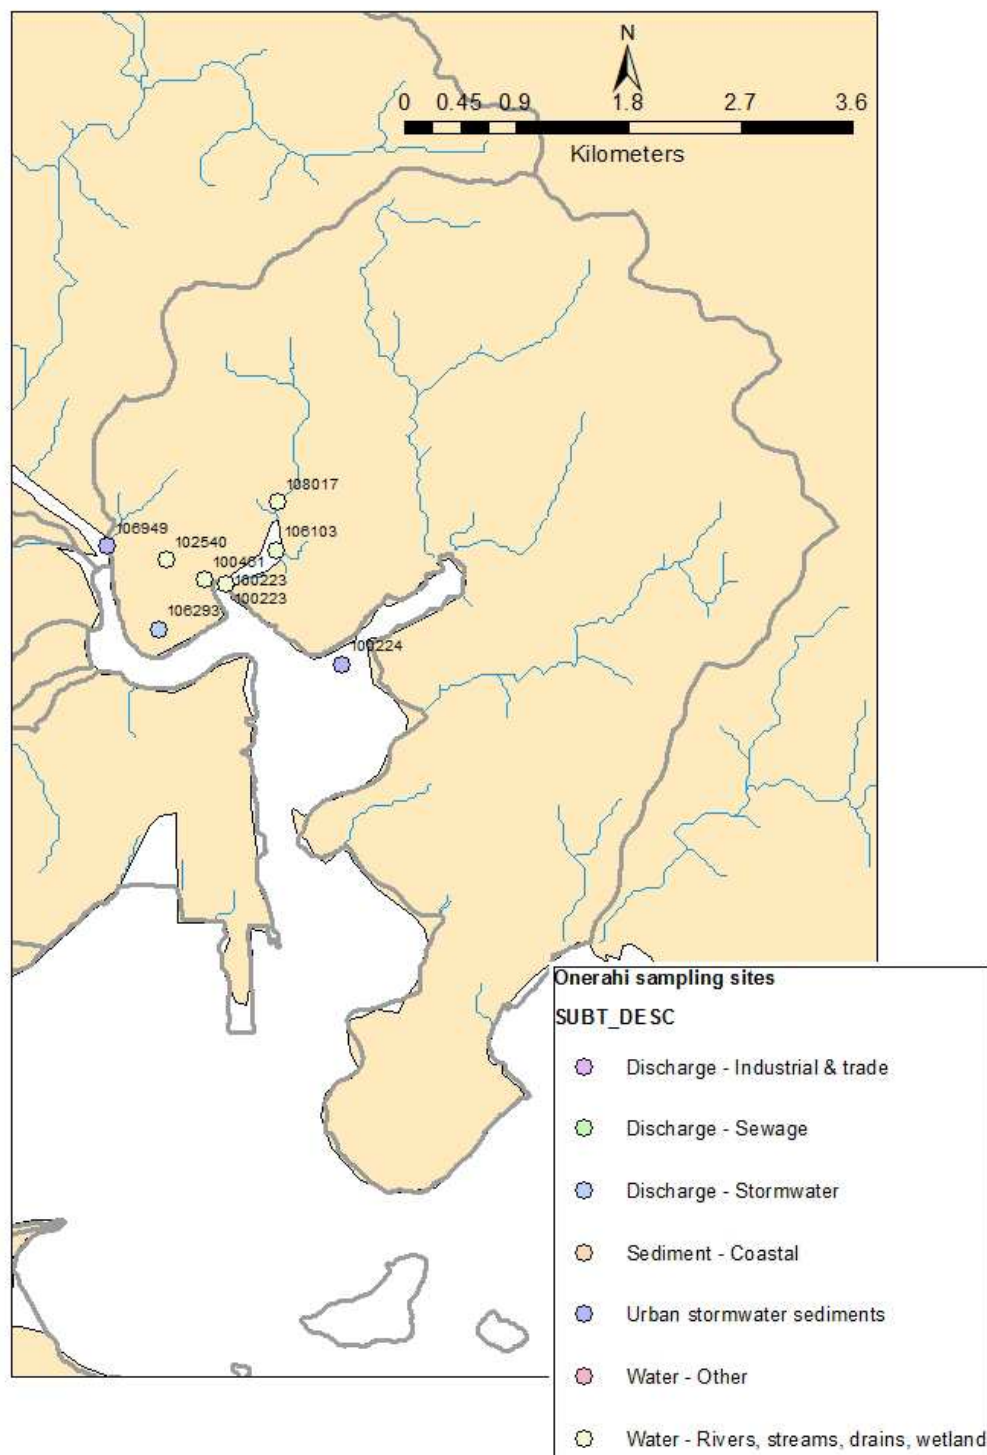 N
0 0.45 0.9 1.8 2.7 3.6
Kilometers
108017
106949
106103
102540
100461
100223
100223
106293
100224
Onerahi sampling sites
SUBT_DESC
Discharge - Industrial & trade
Discharge - Sewage
Discharge - Stormwater
Sediment - Coastal
Urban stormwater sediments
Water - Other
Water - Rivers, streams, drains, wetland